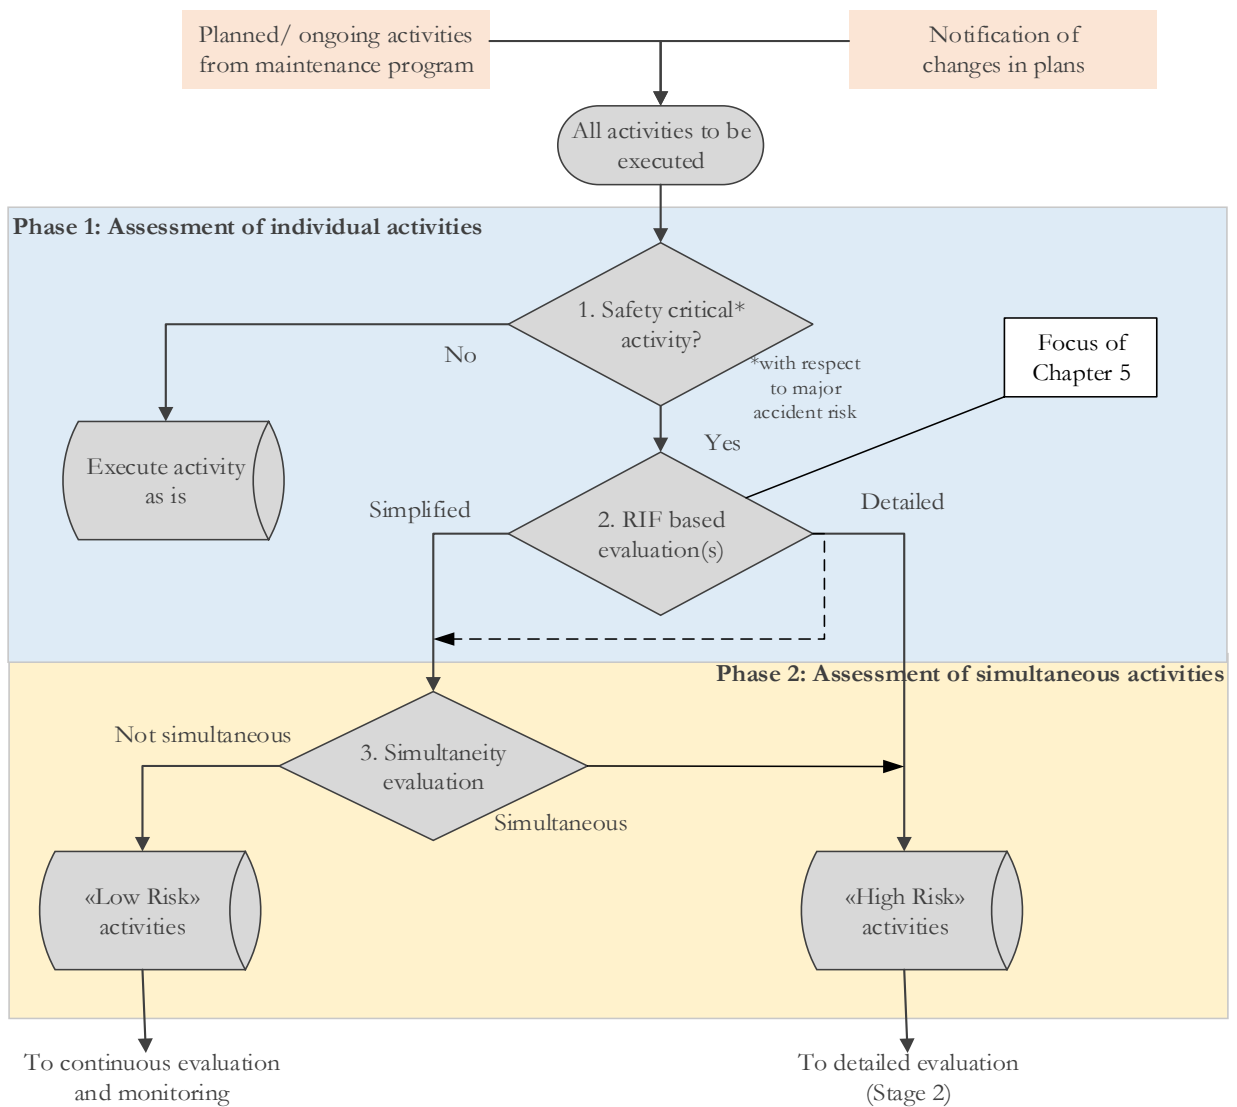 Planned/ ongoing activities
from maintenance program
Notification of
changes in plans
All activities to be
executed
Phase 1: Assessment of individual activities
1. Safety critical*
activity?
No
*with respect
to major
accident risk
Focus of
Chapter 5
Yes
Execute activity
as is
Simplified
2. RIF based
evaluation(s)
Detailed
Phase 2: Assessment of simultaneous activities
Not simultaneous
3. Simultaneity
evaluation
Simultaneous
«Low Risk»
activities
«High Risk»
activities
To continuous evaluation
and monitoring
To detailed evaluation
(Stage 2)